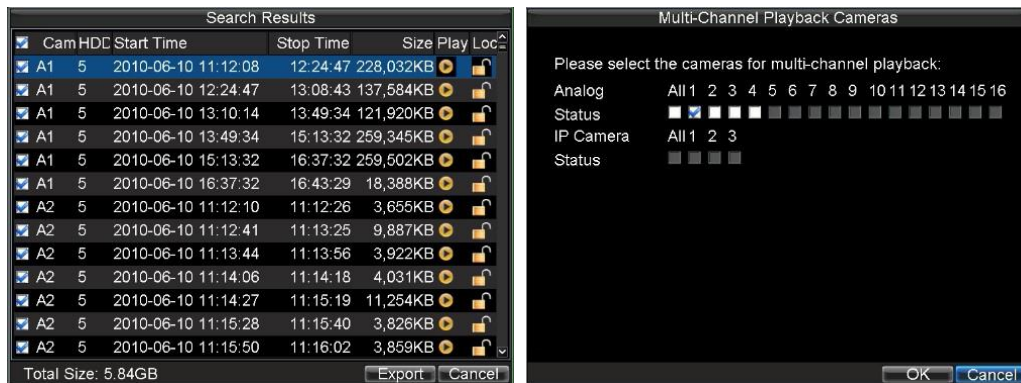 Search Results
Cam HDD Start Time Stop Time Size Play Loc
A1 5 2010-06-10 11:12:08 12:24:47 228,032KB
A1 5 2010-06-10 12:24:47 13:08:43 137,584KB
A1 5 2010-06-10 13:10:14 13:49:34 121,920KB
A1 5 2010-06-10 13:49:34 15:13:32 259,345KB
A1 5 2010-06-10 15:13:32 16:37:32 259,502KB
A1 5 2010-06-10 16:37:32 16:43:29 18,388KB
A2 5 2010-06-10 11:12:10 11:12:26 3,655KB
A2 5 2010-06-10 11:12:41 11:13:25 9,887KB
A2 5 2010-06-10 11:13:44 11:13:56 3,922KB
A2 5 2010-06-10 11:14:06 11:14:18 4,031KB
A2 5 2010-06-10 11:14:27 11:15:19 11,254KB
A2 5 2010-06-10 11:15:28 11:15:40 3,826KB
A2 5 2010-06-10 11:15:50 11:16:02 3,859KB
Total Size: 5.84GB Export Cancel
Multi-Channel Playback Cameras
Please select the cameras for multi-channel playback:
Analog All 1 2 3 4 5 6 7 8 9 10 11 12 13 14 15 16
Status
IP Camera All 1 2 3
Status
OK Cancel